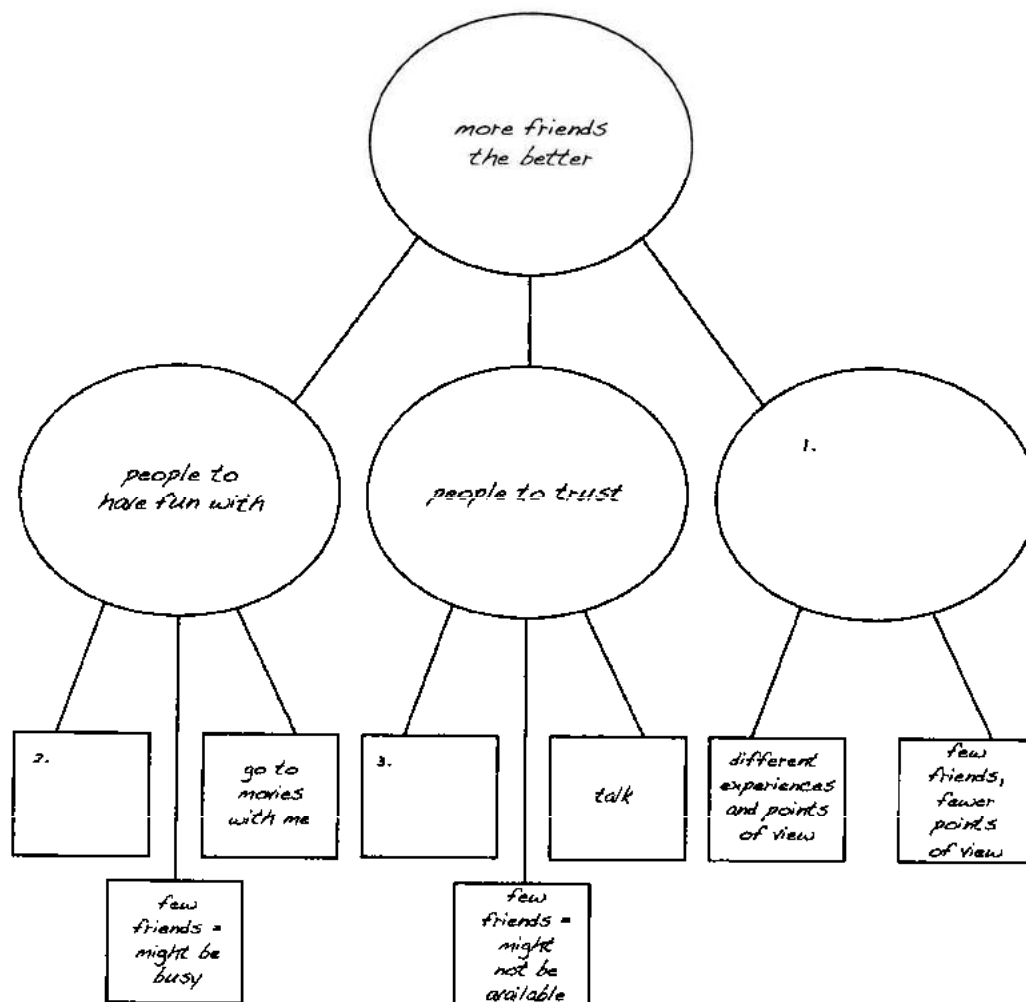 more friends
the better
people to
have fun with
people to trust
1.
2.
go to
movies
with me
3.
talk
different
experiences
and points
of view
few
friends,
fewer
points
of view
few
friends =
might be
busy
few
friends =
might
not be
available